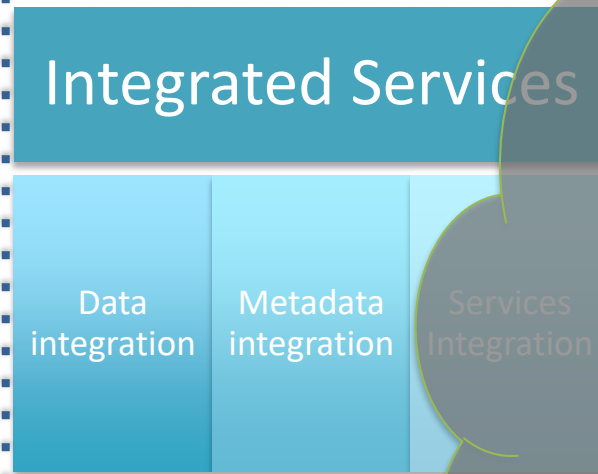 Integrated Services
Data
integration
Metadata
integration
Services
Integration